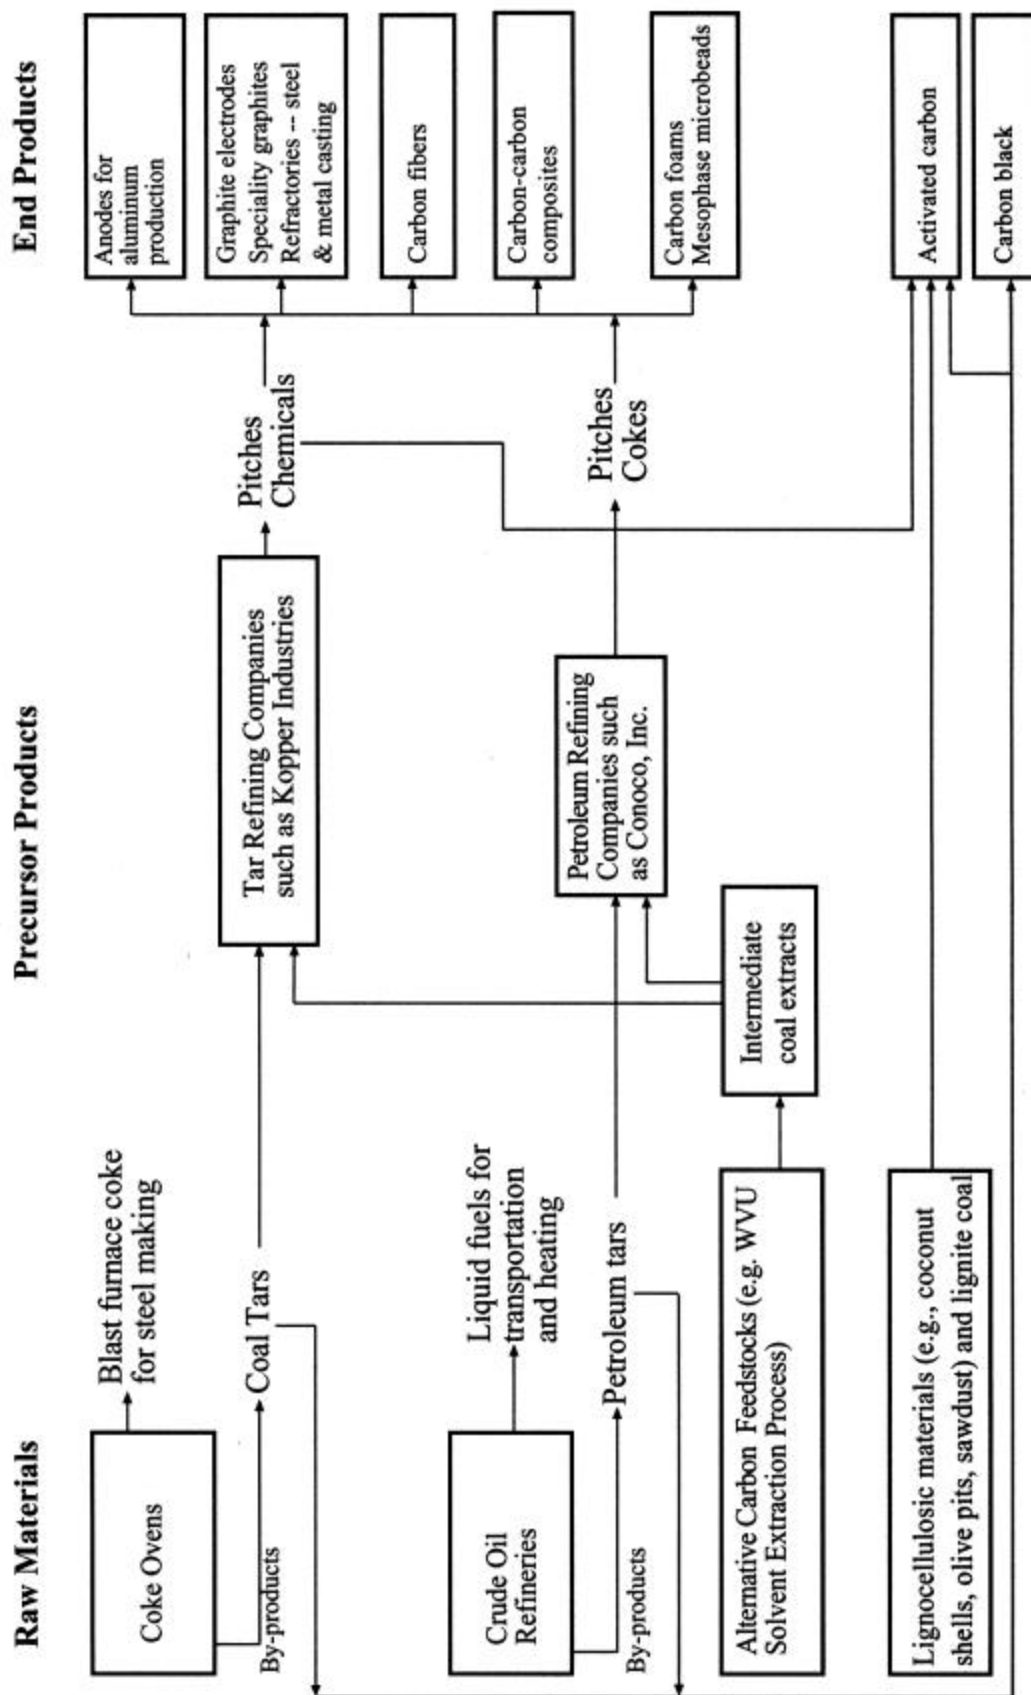 Raw Materials
Precursor Products
End Products
Coke Ovens
By-products
Blast furnace coke
for steel making
Coal Tars
Tar Refining Companies
such as Kopper Industries
Pitches
Chemicals
Anodes for
aluminum
production
Graphite electrodes
Speciality graphites
Refractories -- steel
& metal casting
Carbon fibers
Carbon-carbon
composites
Carbon foams
Mesophase microbeads
Crude Oil
Refineries
By-products
Liquid fuels for
transportation
and heating
Petroleum tars
Petroleum Refining
Companies such
as Conoco, Inc.
Pitches
Cokes
Alternative Carbon Feedstocks (e.g. WVU
Solvent Extraction Process)
Intermediate
coal extracts
Lignocellulosic materials (e.g., coconut
shells, olive pits, sawdust) and lignite coal
Activated carbon
Carbon black